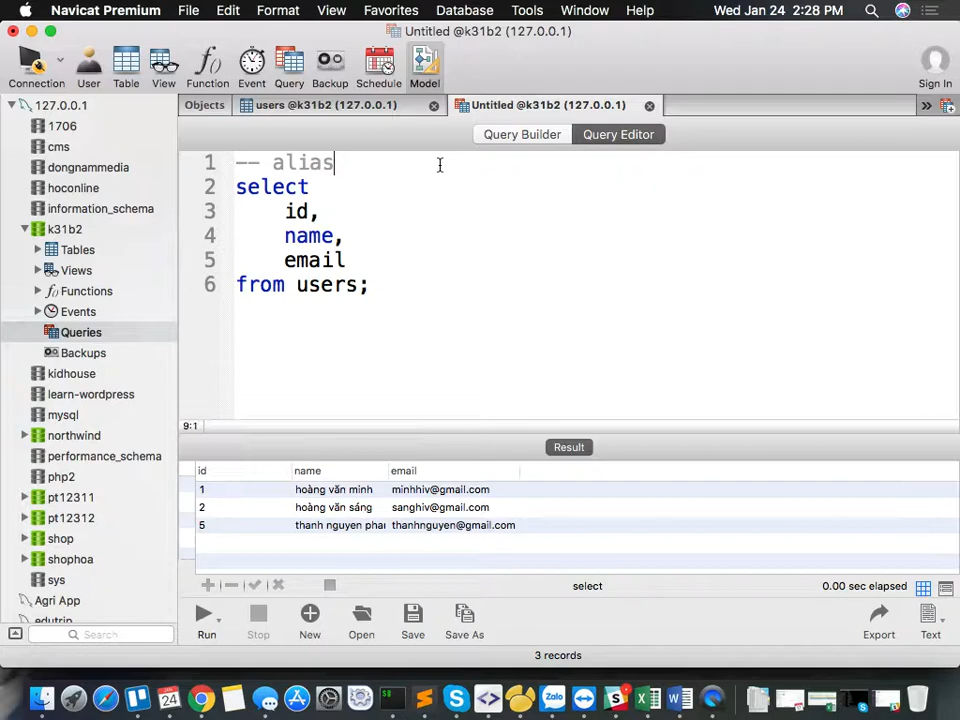 Navicat Premium File Edit Format View Favorites Database Tools Window Help Wed Jan 24 2:28 PM
Untitled @k31b2 (127.0.0.1)
Connection User Table View Function Event Query Backup Schedule Model Sign In
Objects users @k31b2 (127.0.0.1) Untitled @k31b2 (127.0.0.1)
Query Builder Query Editor
127.0.0.1
1706
cms
dongnammedia
hoconline
information_schema
k31b2
Tables
Views
Functions
Events
Queries
Backups
kidhouse
learn-wordpress
mysql
northwind
performance_schema
php2
pt12311
pt12312
shop
shophoa
sys
Agri App
edutrip
Search
1 -- alias
2 select
3 id,
4 name,
5 email
6 from users;
9:1
Result
id name email
1 hoàng văn minh minhhiv@gmail.com
2 hoàng văn sáng sanghiv@gmail.com
5 thanh nguyen phar thanhnguyen@gmail.com
select 0.00 sec elapsed
Run Stop New Open Save Save As Export Text
3 records